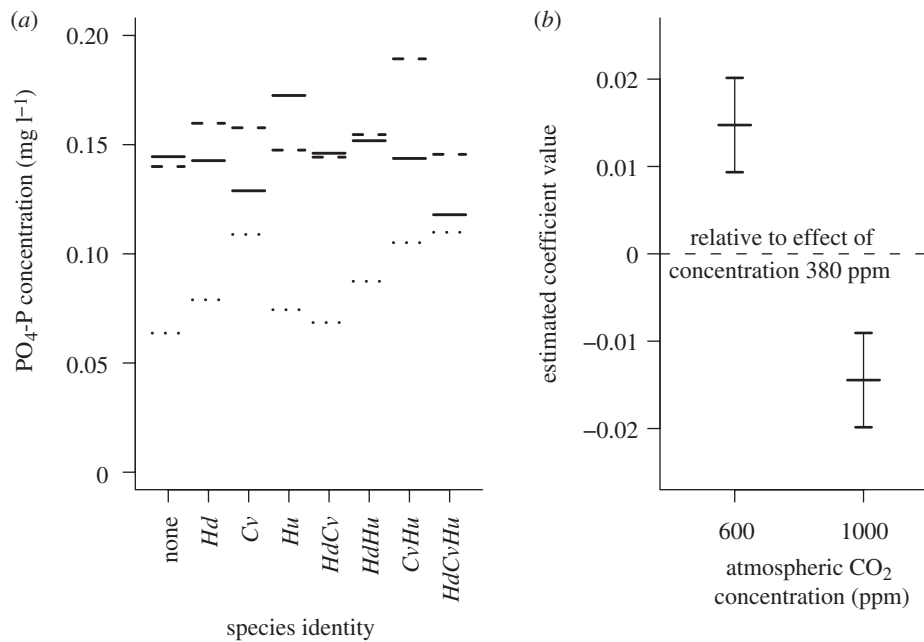 (a)
PO₄-P concentration (mg l⁻¹)
0.20
0.15
0.10
0.05
0
none
Hd
Cv
Hu
HdCv
HdHu
CvHu
HdCvHu
species identity
(b)
estimated coefficient value
0.02
0.01
0
−0.01
−0.02
relative to effect of
concentration 380 ppm
600
1000
atmospheric CO₂
concentration (ppm)